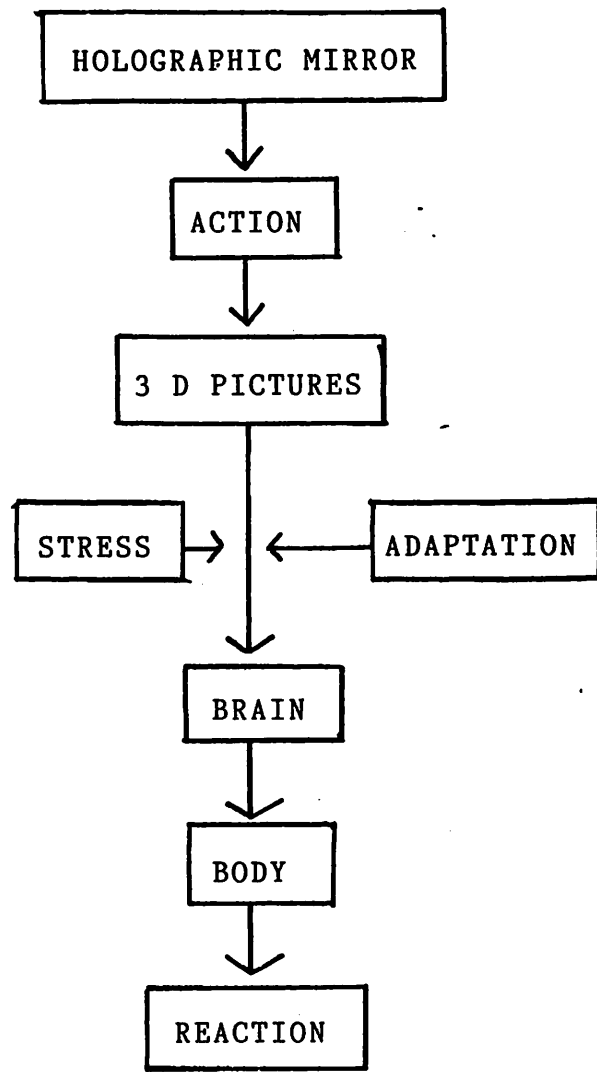 HOLOGRAPHIC MIRROR
ACTION
3 D PICTURES
STRESS
ADAPTATION
BRAIN
BODY
REACTION